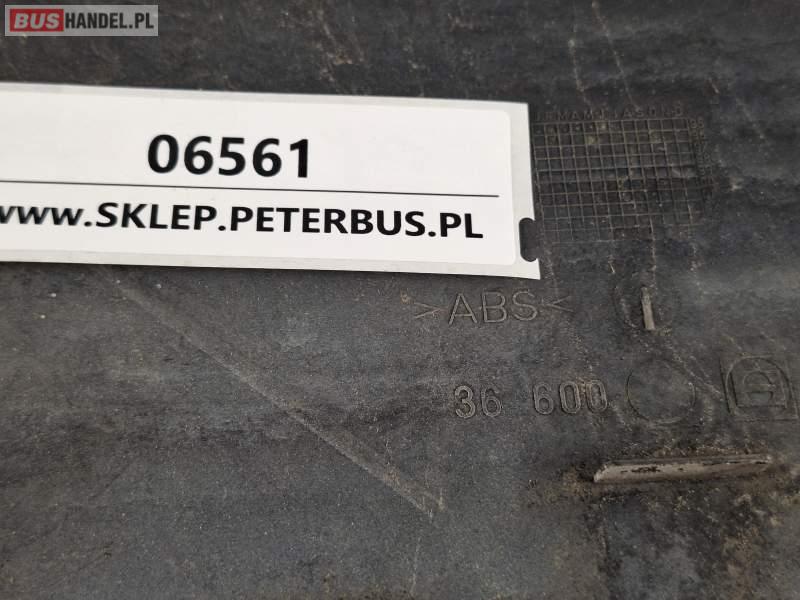 BUSHANDEL.PL
06561
www.SKLEP.PETERBUS.PL
>ABS<
36 600